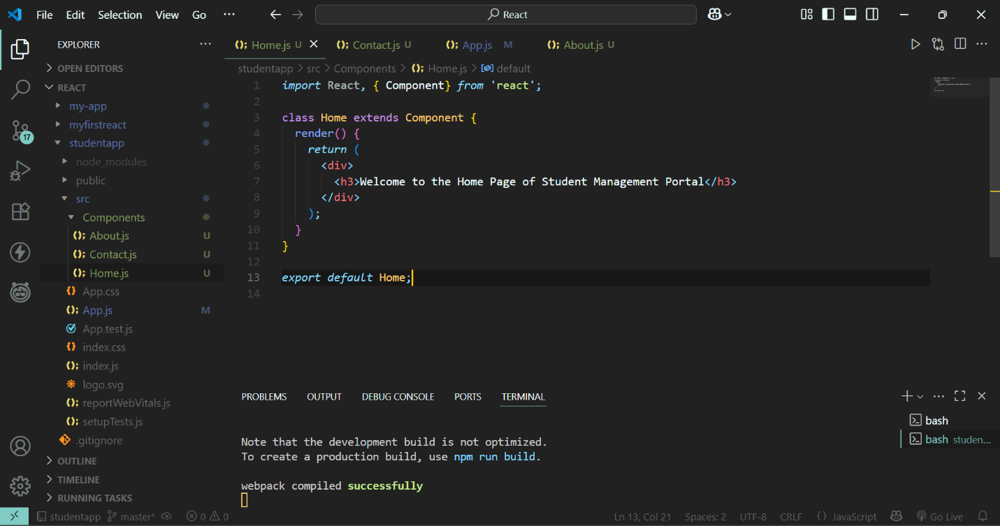 File Edit Selection View Go ··· React
EXPLORER ···
OPEN EDITORS
REACT
my-app
myfirstreact
studentapp
node_modules
public
src
Components
About.js U
Contact.js U
Home.js U
App.css
App.js M
App.test.js
index.css
index.js
logo.svg
reportWebVitals.js
setupTests.js
.gitignore
OUTLINE
TIMELINE
RUNNING TASKS
17
Home.js U Contact.js U App.js M About.js U
studentapp > src > Components > Home.js > default
1 import React, { Component} from 'react';
2
3 class Home extends Component {
4 render() {
5 return (
6 <div>
7 <h3>Welcome to the Home Page of Student Management Portal</h3>
8 </div>
9 );
10 }
11 }
12
13 export default Home;
14
PROBLEMS OUTPUT DEBUG CONSOLE PORTS TERMINAL
Note that the development build is not optimized.
To create a production build, use npm run build.
webpack compiled successfully
bash
bash studen...
studentapp master* 0 0 Ln 13, Col 21 Spaces: 2 UTF-8 CRLF {} JavaScript Go Live